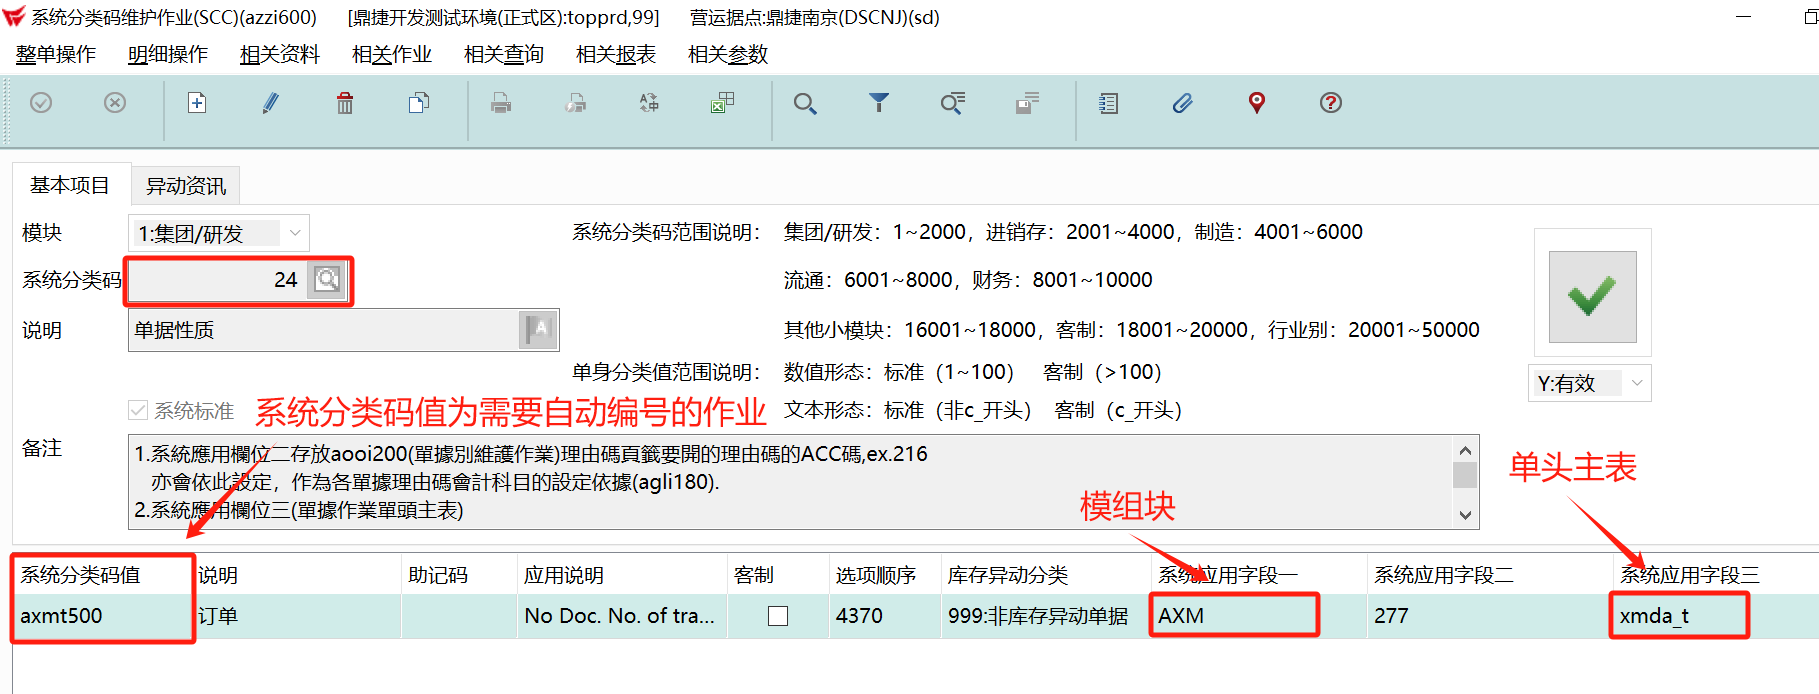 系统分类码维护作业(SCC)(azzi600) [鼎捷开发测试环境(正式区):topprd,99] 营运据点:鼎捷南京(DSCNJ)(sd)
整单操作 明细操作 相关资料 相关作业 相关查询 相关报表 相关参数
基本项目 异动资讯
模块 1:集团/研发 系统分类码范围说明: 集团/研发:1~2000,进销存:2001~4000,制造:4001~6000
系统分类码 24 流通:6001~8000,财务:8001~10000
说明 单据性质 其他小模块:16001~18000,客制:18001~20000,行业别:20001~50000
单身分类值范围说明: 数值形态:标准(1~100) 客制(>100)
Y:有效
系统标准 系统分类码值为需要自动编号的作业 文本形态:标准(非c_开头) 客制(c_开头)
备注
1.系統應用欄位二存放aooi200(單據別維護作業)理由碼頁籤要開的理由碼的ACC碼,ex.216
亦會依此設定，作為各單據理由碼會計科目的設定依據(agli180).
2.系統應用欄位三(單據作業單頭主表)
单头主表
模组块
系统分类码值 说明 助记码 应用说明 客制 选项顺序 库存异动分类 系统应用字段一 系统应用字段二 系统应用字段三
axmt500 订单 No Doc. No. of tra... 4370 999:非库存异动单据 AXM 277 xmda_t